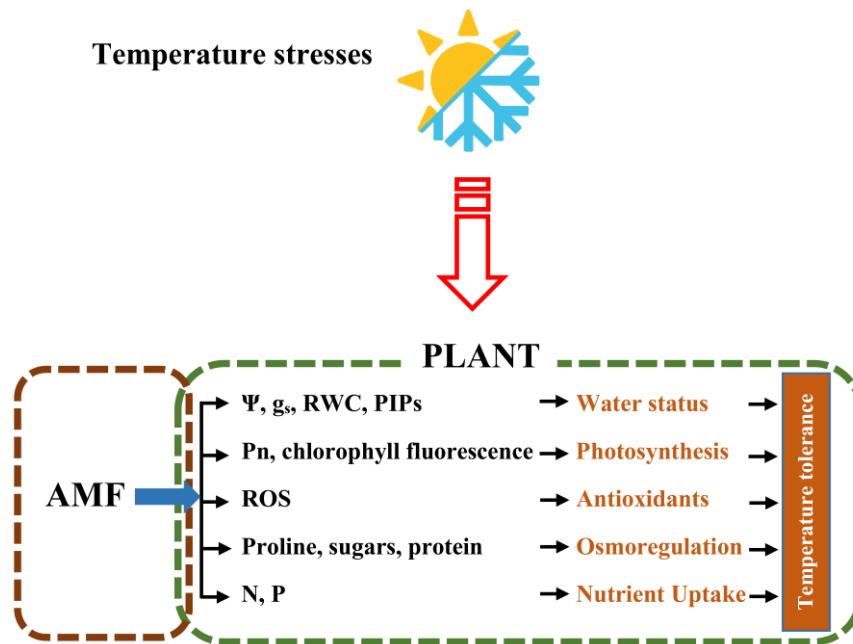 Temperature stresses
PLANT
AMF
Ψ, gₛ, RWC, PIPs
Water status
Pn, chlorophyll fluorescence
Photosynthesis
ROS
Antioxidants
Proline, sugars, protein
Osmoregulation
N, P
Nutrient Uptake
Temperature tolerance